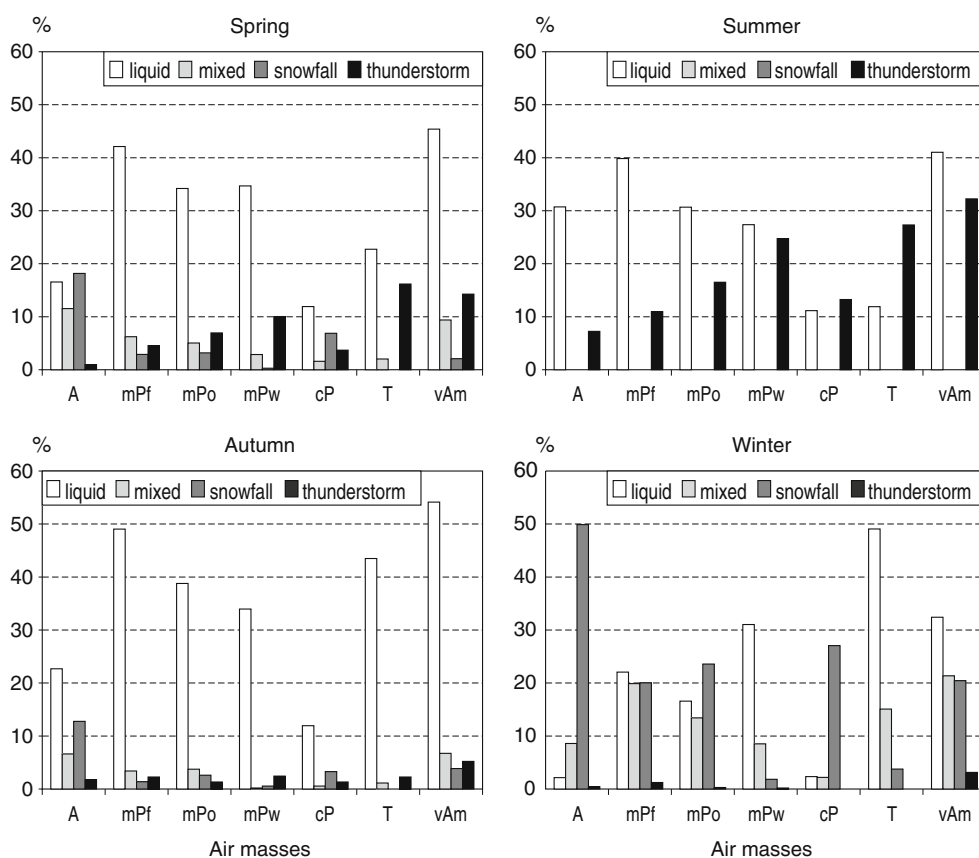 % Spring
60
liquid mixed snowfall thunderstorm
50
40
30
20
10
0
A mPf mPo mPw cP T vAm
% Summer
60
liquid mixed snowfall thunderstorm
50
40
30
20
10
0
A mPf mPo mPw cP T vAm
% Autumn
60
liquid mixed snowfall thunderstorm
50
40
30
20
10
0
A mPf mPo mPw cP T vAm
Air masses
% Winter
60
liquid mixed snowfall thunderstorm
50
40
30
20
10
0
A mPf mPo mPw cP T vAm
Air masses